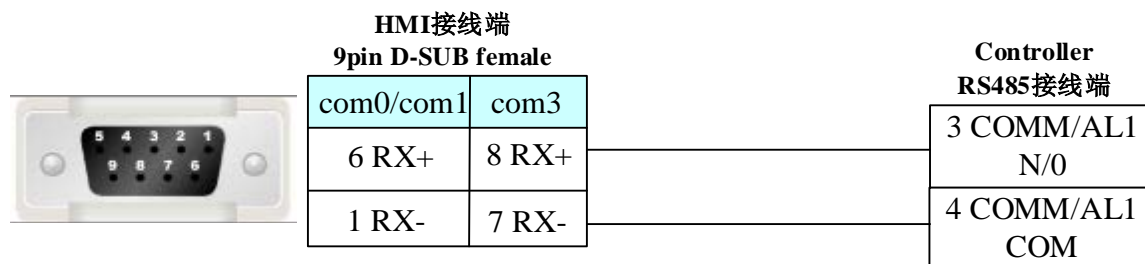 HMI接线端
9pin D-SUB female
Controller
RS485接线端
com0/com1 com3
5 4 3 2 1
9 8 7 6
6 RX+ 8 RX+
1 RX- 7 RX-
3 COMM/AL1
N/0
4 COMM/AL1
COM